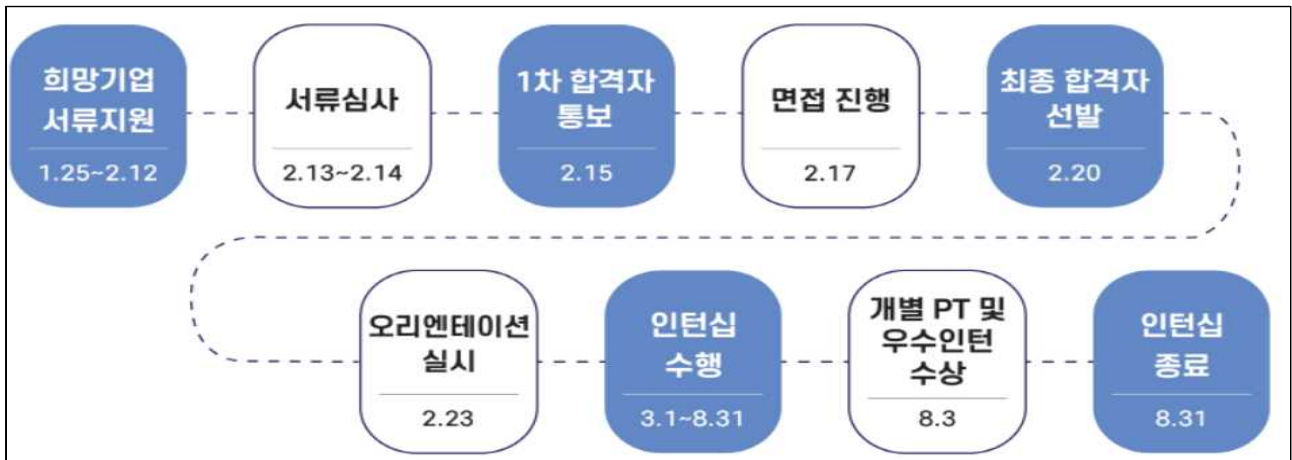 희망기업
서류지원
1.25~2.12
서류심사
2.13~2.14
1차 합격자
통보
2.15
면접 진행
2.17
최종 합격자
선발
2.20
오리엔테이션
실시
2.23
인턴십
수행
3.1~8.31
개별 PT 및
우수인턴
수상
8.3
인턴십
종료
8.31